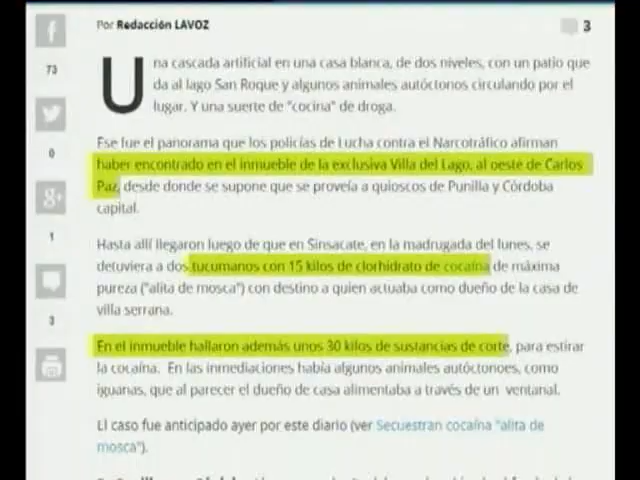 Por Redacción LAVOZ
3
73
0
1
3
Una cascada artificial en una casa blanca, de dos niveles, con un patio que
da al lago San Roque y algunos animales autóctonos circulando por el
lugar. Y una suerte de "cocina" de droga.
Ese fue el panorama que los policías de Lucha contra el Narcotráfico afirman
haber encontrado en el inmueble de la exclusiva Villa del Lago, al oeste de Carlos
Paz, desde donde se supone que se proveía a quioscos de Punilla y Córdoba
capital.
Hasta allí llegaron luego de que en Sinsacate, en la madrugada del lunes, se
detuviera a dos tucumanos con 15 kilos de clorhidrato de cocaína de máxima
pureza ("alita de mosca") con destino a quien actuaba como dueño de la casa de
villa serrana.
En el inmueble hallaron además unos 30 kilos de sustancias de corte, para estirar
la cocaína. En las inmediaciones había algunos animales autóctonoes, como
iguanas, que al parecer el dueño de casa alimentaba a través de un ventanal.
El caso fue anticipado ayer por este diario (ver Secuestran cocaína "alita de
mosca").